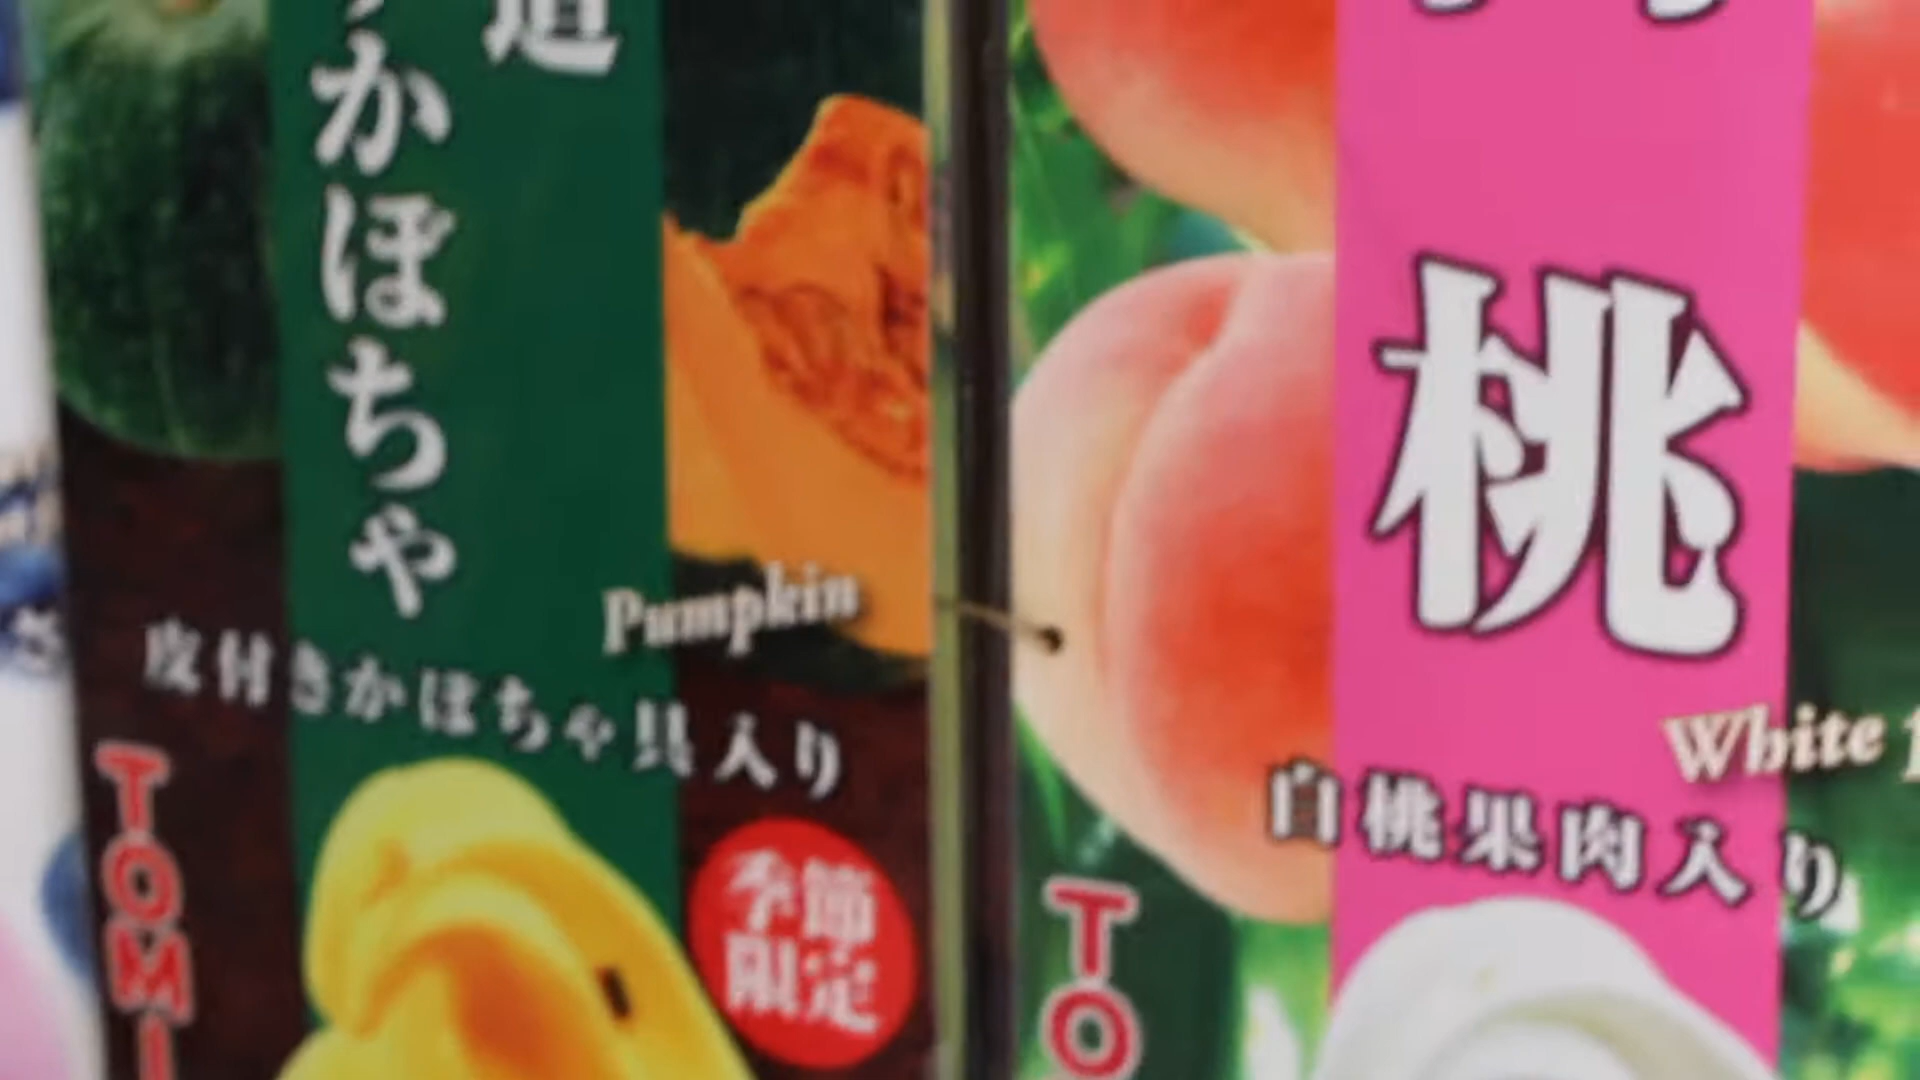 道
かぼちゃ
Pumpkin
皮付きかぼちゃ具入り
季節
限定
TOMI
桃
White
白桃果肉入り
TO